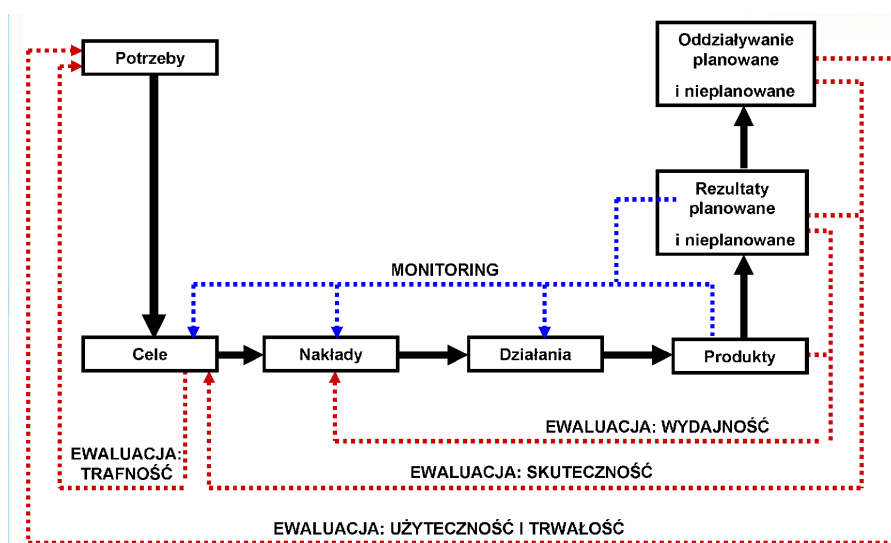 Potrzeby
Oddziaływanie
planowane
i nieplanowane
Rezultaty
planowane
i nieplanowane
MONITORING
Cele
Nakłady
Działania
Produkty
EWALUACJA: WYDAJNOŚĆ
EWALUACJA:
TRAFNOŚĆ
EWALUACJA: SKUTECZNOŚĆ
EWALUACJA: UŻYTECZNOŚĆ I TRWAŁOŚĆ